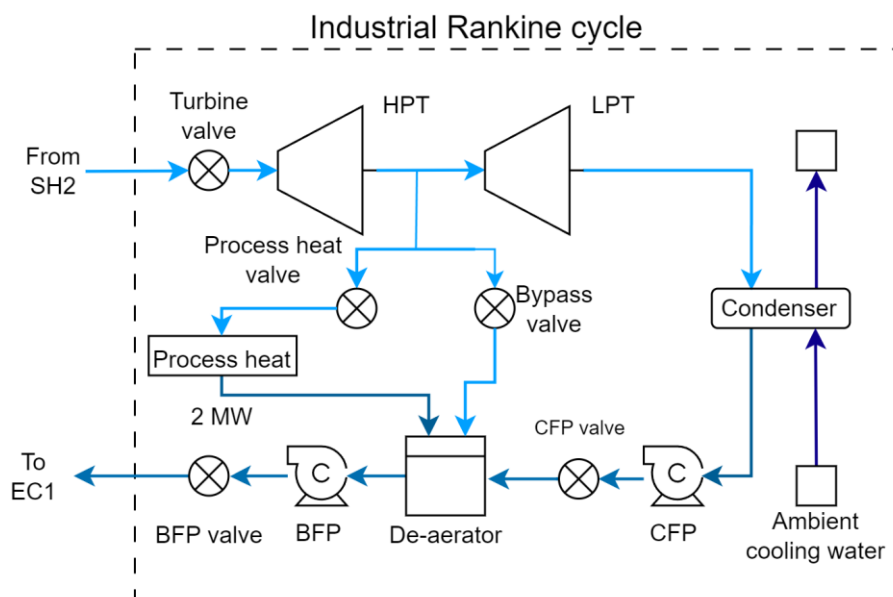 Industrial Rankine cycle
Turbine
valve
HPT
LPT
From
SH2
Process heat
valve
Bypass
valve
Condenser
Process heat
2 MW
CFP valve
C
C
To
EC1
BFP valve
BFP
De-aerator
CFP
Ambient
cooling water